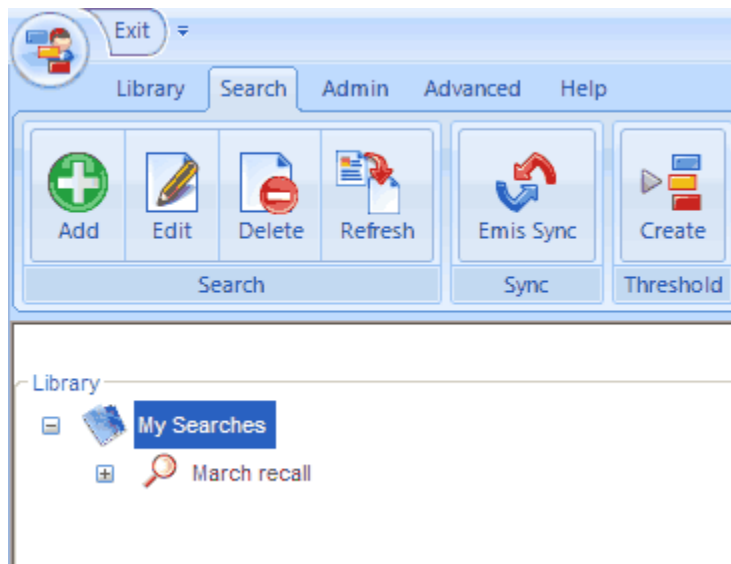 Exit
Library Search Admin Advanced Help
Add Edit Delete Refresh Emis Sync Create
Search Sync Threshold
Library
My Searches
March recall